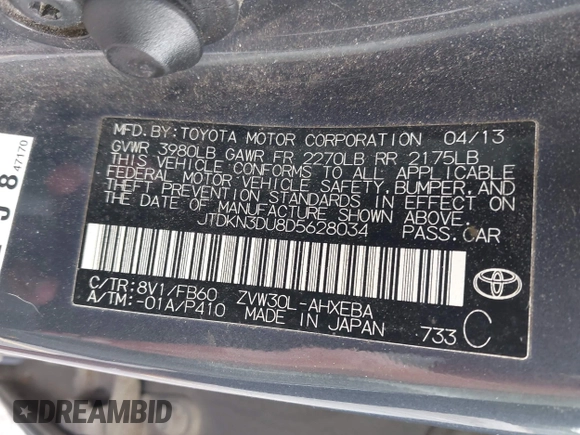 MFD. BY: TOYOTA MOTOR CORPORATION 04/13
GVWR 3980LB GAWR FR 2270LB RR 2175LB
THIS VEHICLE CONFORMS TO ALL APPLICABLE
FEDERAL MOTOR VEHICLE SAFETY, BUMPER, AND
THEFT PREVENTION STANDARDS IN EFFECT ON
THE DATE OF MANUFACTURE SHOWN ABOVE.
JTDKN3DU8D5628034 PASS. CAR
C/TR: 8V1/FB60 ZVW30L-AHXEBA
A/TM: -01A/P410 MADE IN JAPAN 733 C
47170
J 8
DREAMBID